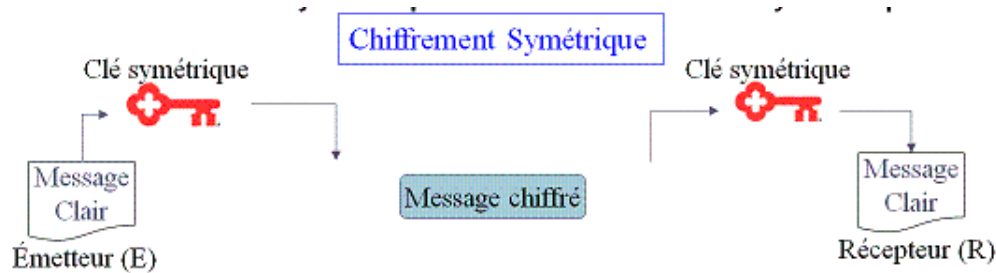 Chiffrement Symétrique
Clé symétrique
Clé symétrique
Message
Clair
Message chiffré
Message
Clair
Émetteur (E)
Récepteur (R)